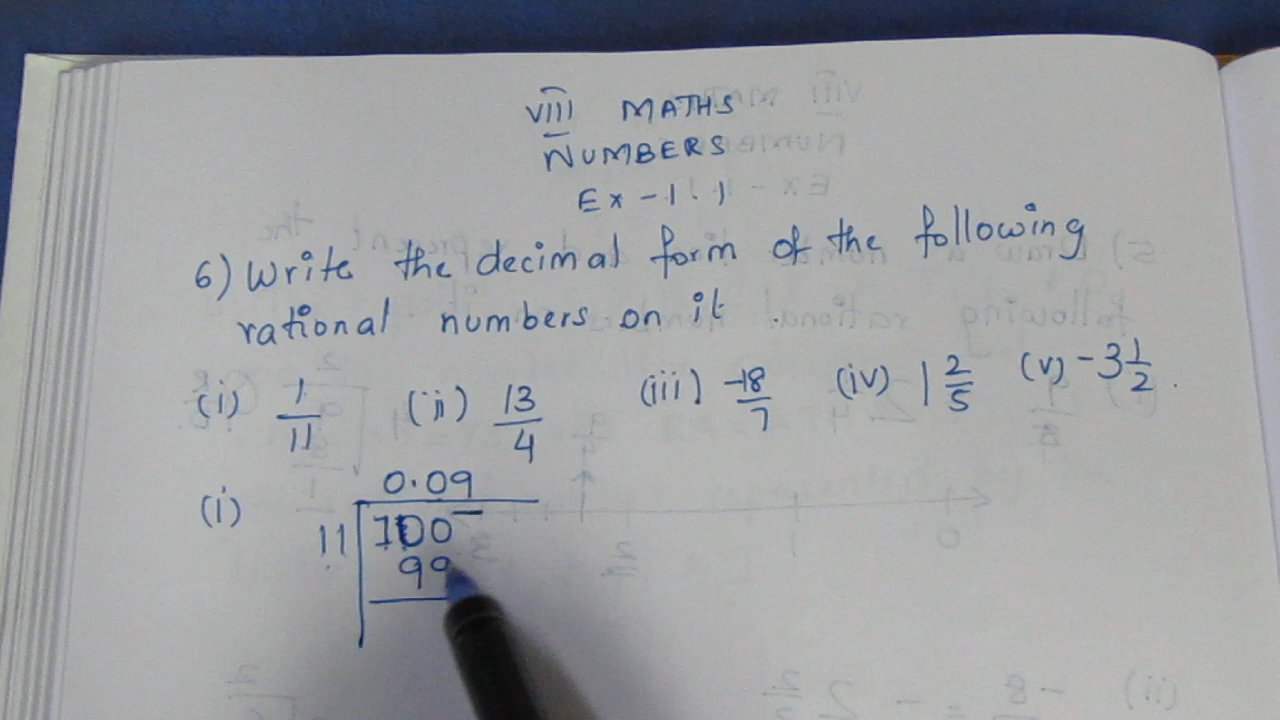 VIII MATHS
NUMBERS
Ex - 1.1
6) Write the decimal form of the following
rational numbers on it.
(i) 1/11 (ii) 13/4 (iii) -18/7 (iv) 1 2/5 (v) -3 1/2.
0.09
(i) 11 100
99